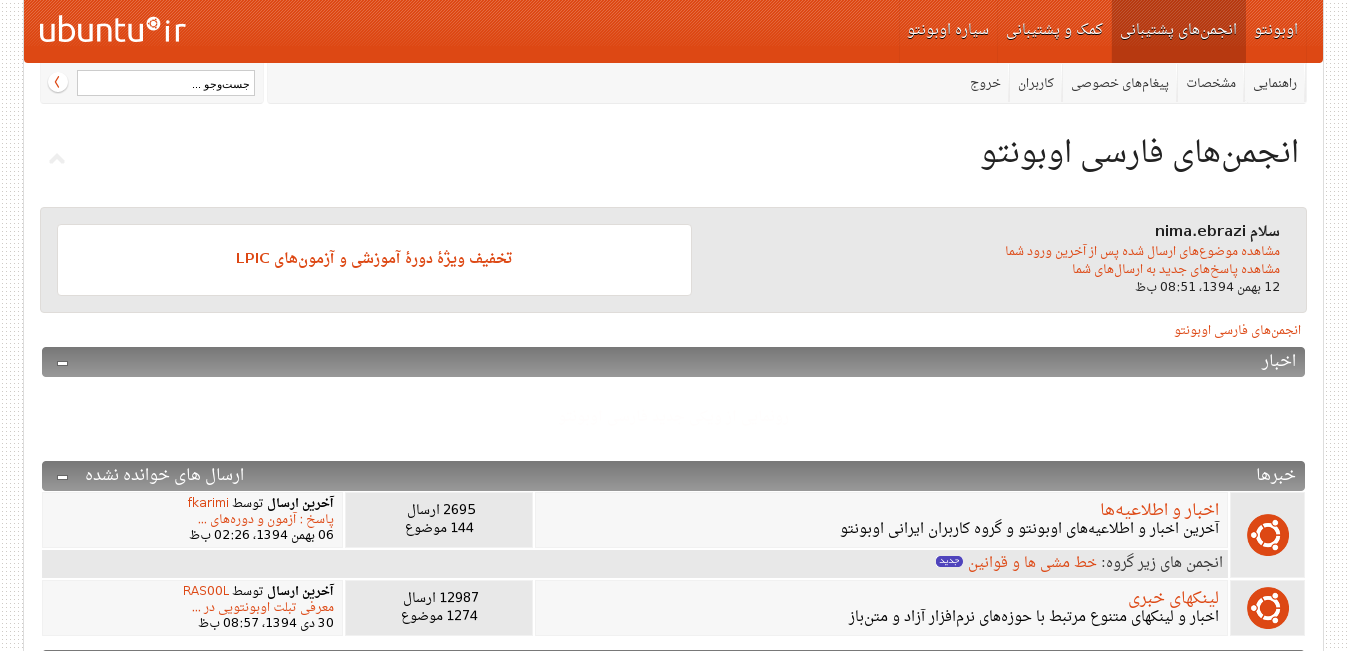 اوبونتو
انجمن‌های پشتیبانی
کمک و پشتیبانی
سیاره اوبونتو
ubuntu ir
راهنمایی
مشخصات
پیغام‌های خصوصی
کاربران
خروج
جست‌وجو ...
انجمن‌های فارسی اوبونتو
سلام nima.ebrazi
مشاهده موضوع‌های ارسال شده پس از آخرین ورود شما
مشاهده پاسخ‌های جدید به ارسال‌های شما
12 بهمن 1394، 08:51 ب‌ظ
تخفیف ویژهٔ دورهٔ آموزشی و آزمون‌های LPIC
انجمن‌های فارسی اوبونتو
اخبار
خبرها
ارسال های خوانده نشده
اخبار و اطلاعیه‌ها
آخرین اخبار و اطلاعیه‌های اوبونتو و گروه کاربران ایرانی اوبونتو
2695 ارسال
144 موضوع
آخرین ارسال توسط fkarimi
پاسخ : آزمون و دوره‌های ...
06 بهمن 1394، 02:26 ب‌ظ
انجمن های زیر گروه: خط مشی ها و قوانین جدید
لینکهای خبری
اخبار و لینکهای متنوع مرتبط با حوزه‌های نرم‌افزار آزاد و متن‌باز
12987 ارسال
1274 موضوع
آخرین ارسال توسط RASOOL
معرفی تبلت اوبونتویی در ...
30 دی 1394، 08:57 ب‌ظ